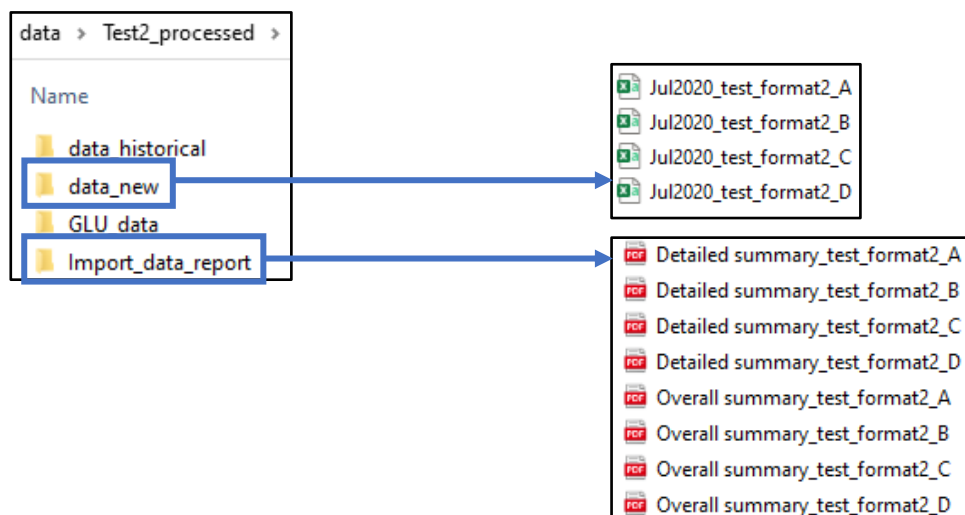 data > Test2_processed >
Name
data_historical
data_new
GLU_data
Import_data_report
Jul2020_test_format2_A
Jul2020_test_format2_B
Jul2020_test_format2_C
Jul2020_test_format2_D
Detailed summary_test_format2_A
Detailed summary_test_format2_B
Detailed summary_test_format2_C
Detailed summary_test_format2_D
Overall summary_test_format2_A
Overall summary_test_format2_B
Overall summary_test_format2_C
Overall summary_test_format2_D